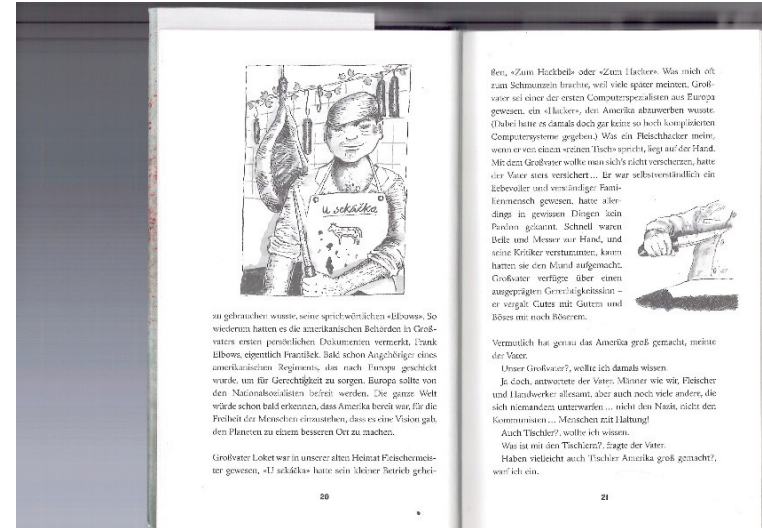 U sekáčka
zu gebrauchen wusste, seine sprichwörtlichen «Elbows». So
wiederum hatten es die amerikanischen Behörden in Groß-
vaters ersten persönlichen Dokumenten vermerkt, Frank
Elbows, eigentlich František. Bald schon Angehöriger eines
amerikanischen Regiments, das nach Europa geschickt
wurde, um für Gerechtigkeit zu sorgen. Europa sollte von
den Nationalsozialisten befreit werden. Die ganze Welt
würde schon bald erkennen, dass Amerika bereit war, für die
Freiheit der Menschen einzustehen, dass es eine Vision gab,
den Planeten zu einem besseren Ort zu machen.
Großvater Loket war in unserer alten Heimat Fleischermeis-
ter gewesen, «U sekáčka» hatte sein kleiner Betrieb gehei-
20
ßen, «Zum Hackbeil» oder «Zum Hacker». Was mich oft
zum Schmunzeln brachte, weil viele später meinten, Groß-
vater sei einer der ersten Computerspezialisten aus Europa
gewesen, ein «Hacker», den Amerika abzuwerben wusste.
(Dabei hatte es damals doch gar keine so hoch komplizierten
Computersysteme gegeben.) Was ein Fleischhacker meint,
wenn er von einem «reinen Tisch» spricht, liegt auf der Hand.
Mit dem Großvater wollte man sich's nicht verscherzen, hatte
der Vater stets versichert ... Er war selbstverständlich ein
liebevoller und verständiger Fami-
lienmensch gewesen, hatte aller-
dings in gewissen Dingen kein
Pardon gekannt. Schnell waren
Beile und Messer zur Hand, und
seine Kritiker verstummten, kaum
hatten sie den Mund aufgemacht.
Großvater verfügte über einen
ausgeprägten Gerechtigkeitssinn –
er vergalt Gutes mit Gutem und
Böses mit noch Böserem.
Vermutlich hat genau das Amerika groß gemacht, meinte
der Vater.
Unser Großvater?, wollte ich damals wissen.
Ja doch, antwortete der Vater. Männer wie wir, Fleischer
und Handwerker allesamt, aber auch noch viele andere, die
sich niemandem unterwarfen ... nicht den Nazis, nicht den
Kommunisten ... Menschen mit Haltung!
Auch Tischler?, wollte ich wissen.
Was ist mit den Tischlern?, fragte der Vater.
Haben vielleicht auch Tischler Amerika groß gemacht?,
warf ich ein.
21